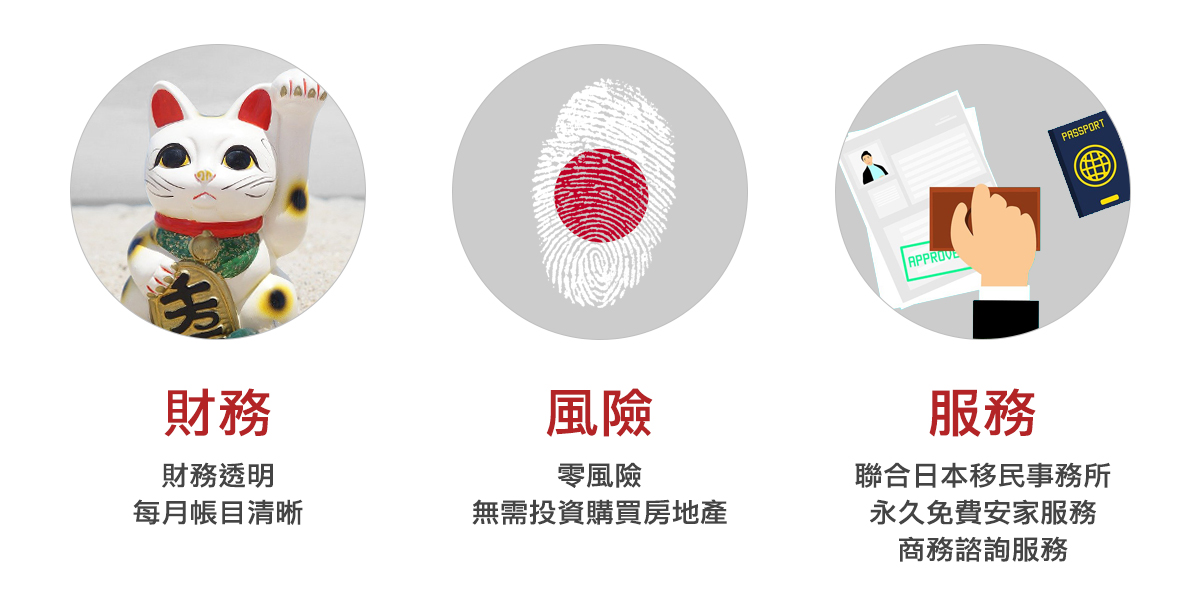 千万
PASSPORT
APPROVE
財務
財務透明
每月帳目清晰
風險
零風險
無需投資購買房地產
服務
聯合日本移民事務所
永久免費安家服務
商務諮詢服務